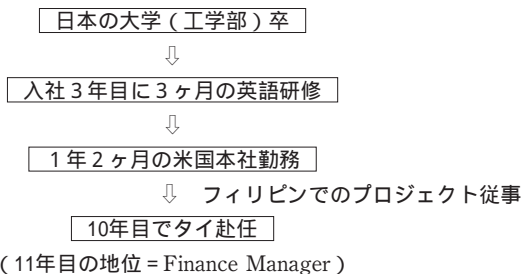 日本の大学（工学部）卒
⇩
入社３年目に３ヶ月の英語研修
⇩
１年２ヶ月の米国本社勤務
⇩ フィリピンでのプロジェクト従事
10年目でタイ赴任
（11年目の地位＝Finance Manager）